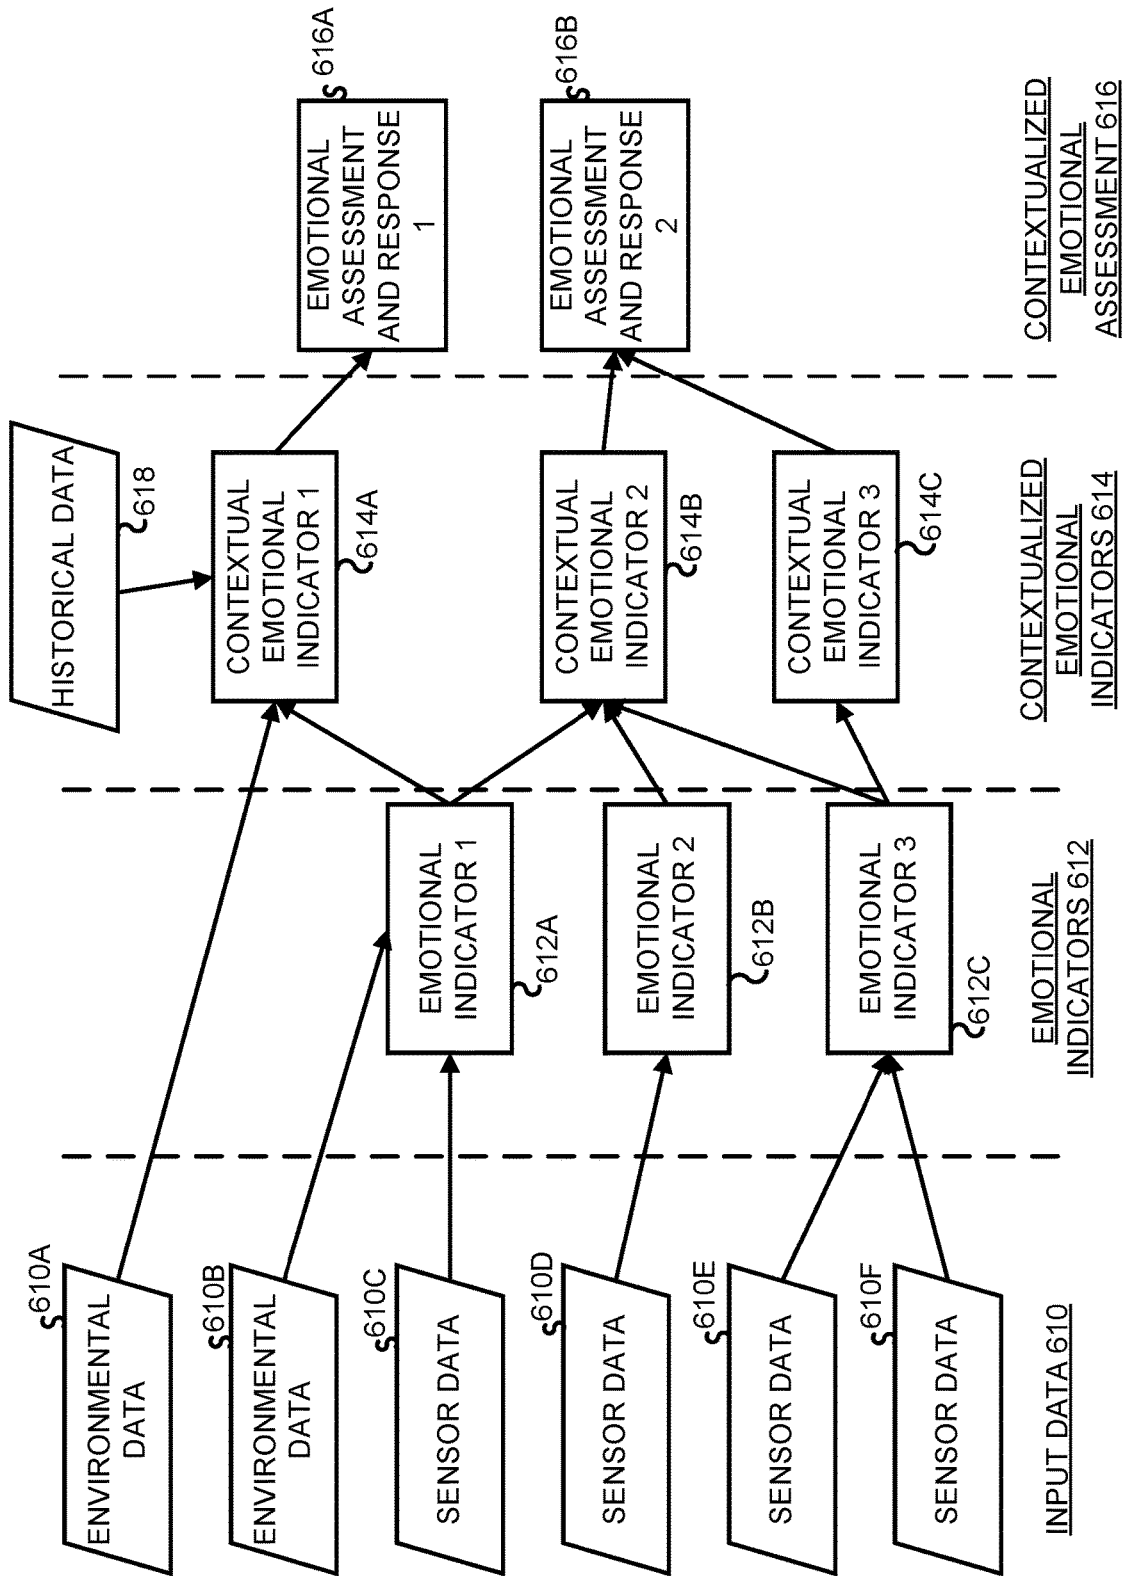 HISTORICAL DATA
618
610A
ENVIRONMENTAL
DATA
610B
ENVIRONMENTAL
DATA
610C
SENSOR DATA
610D
SENSOR DATA
610E
SENSOR DATA
610F
SENSOR DATA
INPUT DATA 610
EMOTIONAL
INDICATOR 1
612A
EMOTIONAL
INDICATOR 2
612B
EMOTIONAL
INDICATOR 3
612C
EMOTIONAL
INDICATORS 612
CONTEXTUAL
EMOTIONAL
INDICATOR 1
614A
CONTEXTUAL
EMOTIONAL
INDICATOR 2
614B
CONTEXTUAL
EMOTIONAL
INDICATOR 3
614C
CONTEXTUALIZED
EMOTIONAL
INDICATORS 614
616A
EMOTIONAL
ASSESSMENT
AND RESPONSE
1
616B
EMOTIONAL
ASSESSMENT
AND RESPONSE
2
CONTEXTUALIZED
EMOTIONAL
ASSESSMENT 616